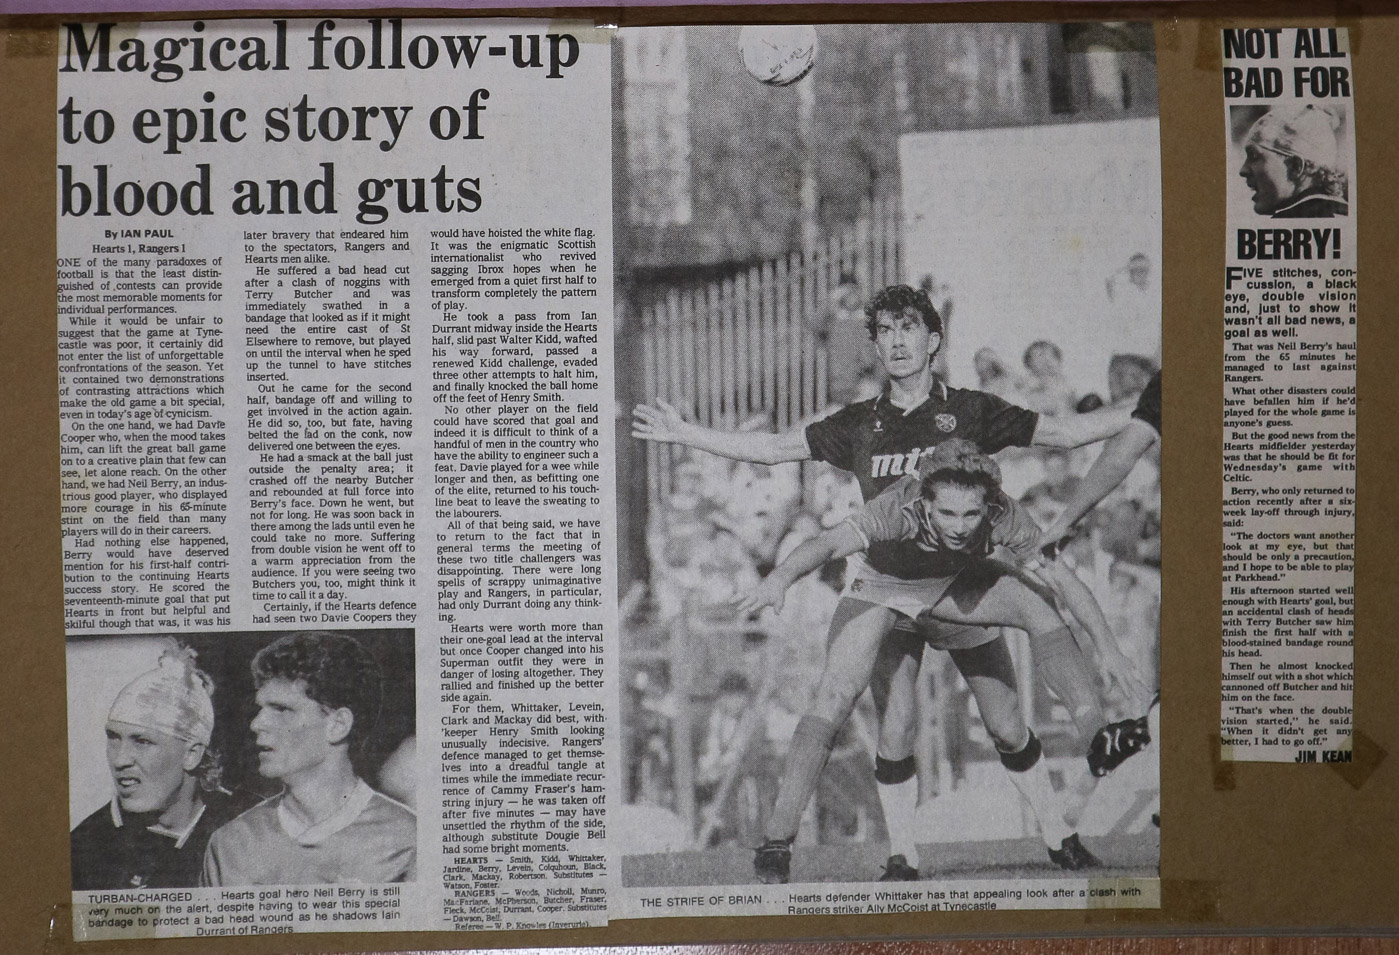 Magical follow-up
to epic story of
blood and guts
By IAN PAUL
Hearts 1, Rangers 1
ONE of the many paradoxes of
football is that the least distin-
guished of contests can provide
the most memorable moments for
individual performances.
While it would be unfair to
suggest that the game at Tyne-
castle was poor, it certainly did
not enter the list of unforgettable
confrontations of the season. Yet
it contained two demonstrations
of contrasting attractions which
make the old game a bit special,
even in today's age of cynicism.
On the one hand, we had Davie
Cooper who, when the mood takes
him, can lift the great ball game
on to a creative plain that few can
see, let alone reach. On the other
hand, we had Neil Berry, an indus-
trious good player, who displayed
more courage in his 65-minute
stint on the field than many
players will do in their careers.
Had nothing else happened,
Berry would have deserved
mention for his first-half contri-
bution to the continuing Hearts
success story. He scored the
seventeenth-minute goal that put
Hearts in front but helpful and
skilful though that was, it was his
later bravery that endeared him
to the spectators, Rangers and
Hearts men alike.
He suffered a bad head cut
after a clash of noggins with
Terry Butcher and was
immediately swathed in a
bandage that looked as if it might
need the entire cast of St
Elsewhere to remove, but played
on until the interval when he sped
up the tunnel to have stitches
inserted.
Out he came for the second
half, bandage off and willing to
get involved in the action again.
He did so, too, but fate, having
belted the lad on the conk, now
delivered one between the eyes.
He had a smack at the ball just
outside the penalty area; it
crashed off the nearby Butcher
and rebounded at full force into
Berry's face. Down he went, but
not for long. He was soon back in
there among the lads until even he
could take no more. Suffering
from double vision he went off to
a warm appreciation from the
audience. If you were seeing two
Butchers you, too, might think it
time to call it a day.
Certainly, if the Hearts defence
had seen two Davie Coopers they
would have hoisted the white flag.
It was the enigmatic Scottish
internationalist who revived
sagging Ibrox hopes when he
emerged from a quiet first half to
transform completely the pattern
of play.
He took a pass from Ian
Durrant midway inside the Hearts
half, slid past Walter Kidd, wafted
his way forward, passed a
renewed Kidd challenge, evaded
three other attempts to halt him,
and finally knocked the ball home
off the feet of Henry Smith.
No other player on the field
could have scored that goal and
indeed it is difficult to think of a
handful of men in the country who
have the ability to engineer such a
feat. Davie played for a wee while
longer and then, as befitting one
of the elite, returned to his touch-
line beat to leave the sweating to
the labourers.
All of that being said, we have
to return to the fact that in
general terms the meeting of
these two title challengers was
disappointing. There were long
spells of scrappy unimaginative
play and Rangers, in particular,
had only Durrant doing any think-
ing.
Hearts were worth more than
their one-goal lead at the interval
but once Cooper changed into his
Superman outfit they were in
danger of losing altogether. They
rallied and finished up the better
side again.
For them, Whittaker, Levein,
Clark and Mackay did best, with
'keeper Henry Smith looking
unusually indecisive. Rangers'
defence managed to get themse-
lves into a dreadful tangle at
times while the immediate recur-
rence of Cammy Fraser's ham-
string injury — he was taken off
after five minutes — may have
unsettled the rhythm of the side,
although substitute Dougie Bell
had some bright moments.
HEARTS — Smith, Kidd, Whittaker,
Jardine, Berry, Levein, Colquhoun, Black,
Clark, Mackay, Robertson. Substitutes —
Watson, Foster.
RANGERS — Woods, Nicholl, Munro,
MacFarlane, McPherson, Butcher, Fraser,
Fleck, McCoist, Durrant, Cooper. Substitutes
— Dawson, Bell.
Referee — W. P. Knowles (Inverurie).
TURBAN-CHARGED . . . Hearts goal hero Neil Berry is still
very much on the alert, despite having to wear this special
bandage to protect a bad head wound as he shadows Iain
Durrant of Rangers
mi
THE STRIFE OF BRIAN . . . Hearts defender Whittaker has that appealing look after a clash with
Rangers striker Ally McCoist at Tynecastle
NOT ALL
BAD FOR
BERRY!
FIVE stitches, con-
cussion, a black
eye, double vision
and, just to show it
wasn't all bad news, a
goal as well.
That was Neil Berry's haul
from the 65 minutes he
managed to last against
Rangers.
What other disasters could
have befallen him if he'd
played for the whole game is
anyone's guess.
But the good news from the
Hearts midfielder yesterday
was that he should be fit for
Wednesday's game with
Celtic.
Berry, who only returned to
action recently after a six-
week lay-off through injury,
said:
"The doctors want another
look at my eye, but that
should be only a precaution,
and I hope to be able to play
at Parkhead."
His afternoon started well
enough with Hearts' goal, but
an accidental clash of heads
with Terry Butcher saw him
finish the first half with a
blood-stained bandage round
his head.
Then he almost knocked
himself out with a shot which
cannoned off Butcher and hit
him on the face.
"That's when the double
vision started," he said.
"When it didn't get any
better, I had to go off."
JIM KEAN